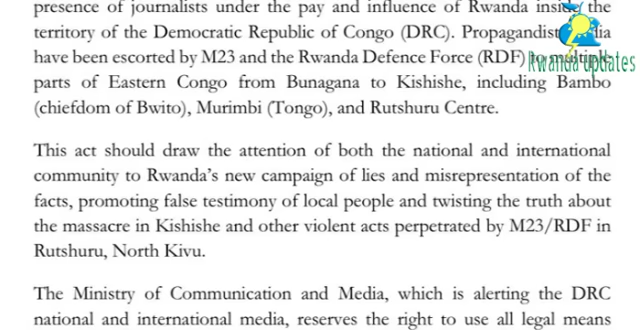 presence of journalists under the pay and influence of Rwanda inside the
territory of the Democratic Republic of Congo (DRC). Propagandist
have been escorted by M23 and the Rwanda Defence Force (RDF) to multiple
Rwanda updates
parts of Eastern Congo from Bunagana to Kishishe, including Bambo
(chiefdom of Bwito), Murimbi (Tongo), and Rutshuru Centre.
This act should draw the attention of both the national and international
community to Rwanda's new campaign of lies and misrepresentation of the
facts, promoting false testimony of local people and twisting the truth about
the massacre in Kishishe and other violent acts perpetrated by M23/RDF in
Rutshuru, North Kivu.
The Ministry of Communication and Media, which is alerting the DRC
national and international media, reserves the right to use all legal means